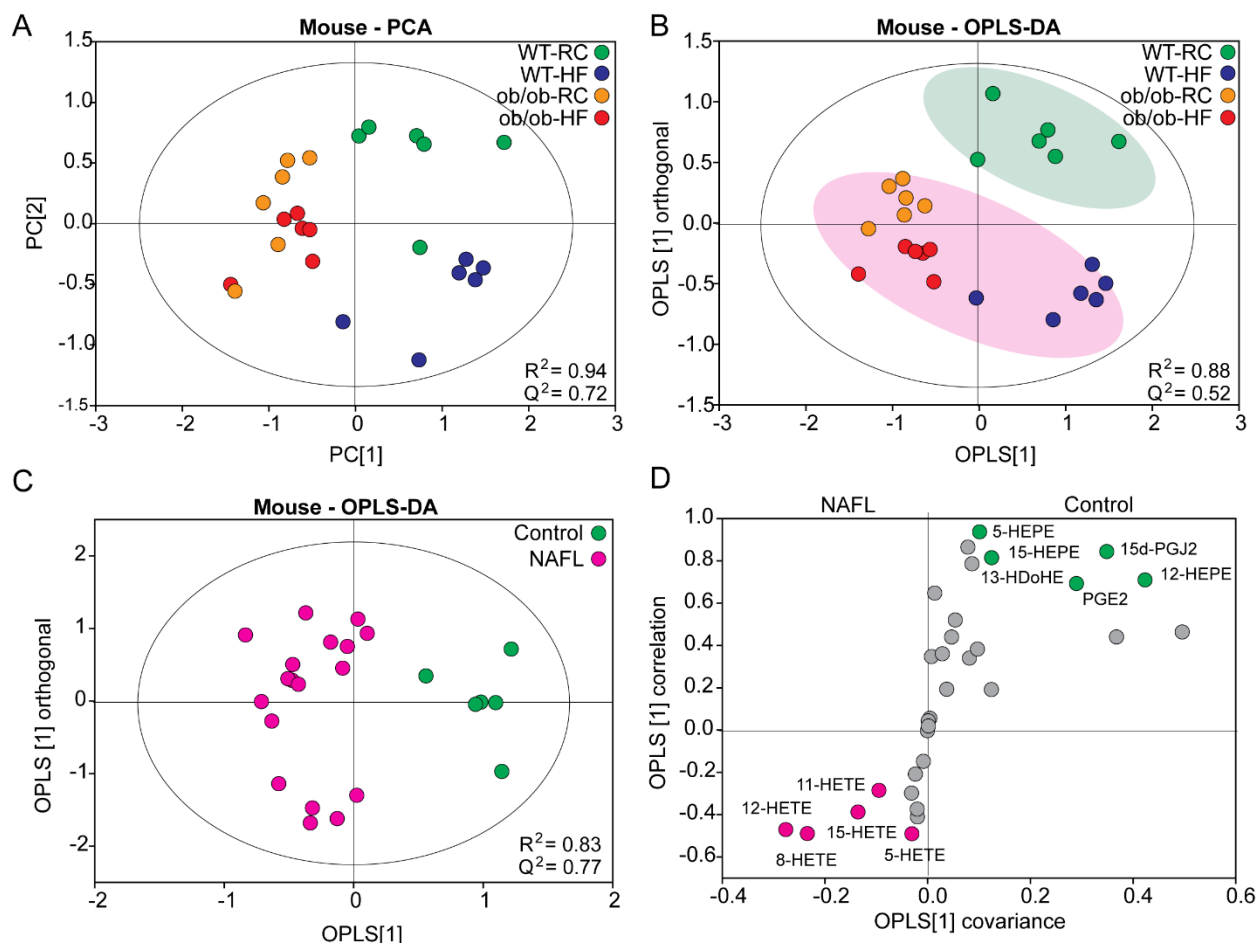 A
Mouse - PCA
WT-RC
WT-HF
ob/ob-RC
ob/ob-HF
1.5
1.0
0.5
0.0
-0.5
-1.0
-1.5
PC[2]
R2 = 0.94
Q2 = 0.72
-3
-2
-1
0
1
2
3
PC[1]
B
Mouse - OPLS-DA
WT-RC
WT-HF
ob/ob-RC
ob/ob-HF
1.5
1.0
0.5
0.0
-0.5
-1.0
-1.5
OPLS [1] orthogonal
R2 = 0.88
Q2 = 0.52
-3
-2
-1
0
1
2
3
OPLS[1]
C
Mouse - OPLS-DA
Control
NAFL
2
1
0
-1
-2
OPLS [1] orthogonal
R2 = 0.83
Q2 = 0.77
-2
-1
0
1
2
OPLS[1]
D
NAFL
Control
1.0
0.8
0.6
0.4
0.2
0.0
-0.2
-0.4
-0.6
OPLS [1] correlation
5-HEPE
15-HEPE
15d-PGJ2
13-HDoHE
12-HEPE
PGE2
11-HETE
12-HETE
15-HETE
8-HETE
5-HETE
-0.4
-0.2
0.0
0.2
0.4
0.6
OPLS[1] covariance